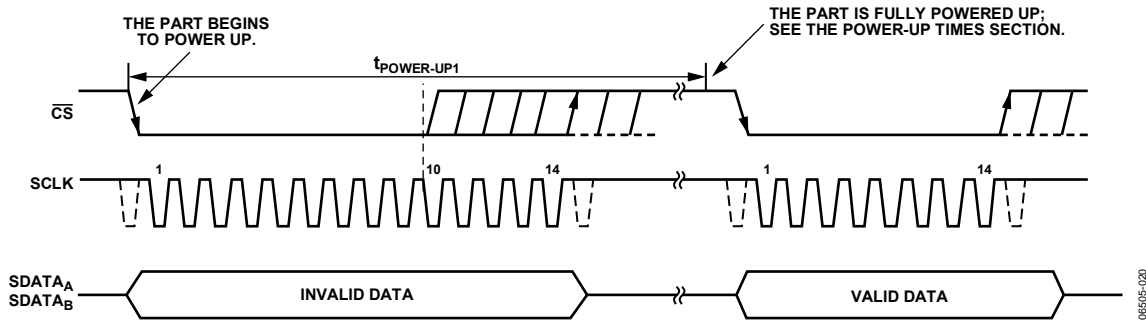 THE PART BEGINS
TO POWER UP.
THE PART IS FULLY POWERED UP;
SEE THE POWER-UP TIMES SECTION.
tPOWER-UP1
CS
SCLK
1
10
14
1
14
SDATAA
SDATAB
INVALID DATA
VALID DATA
06505-020